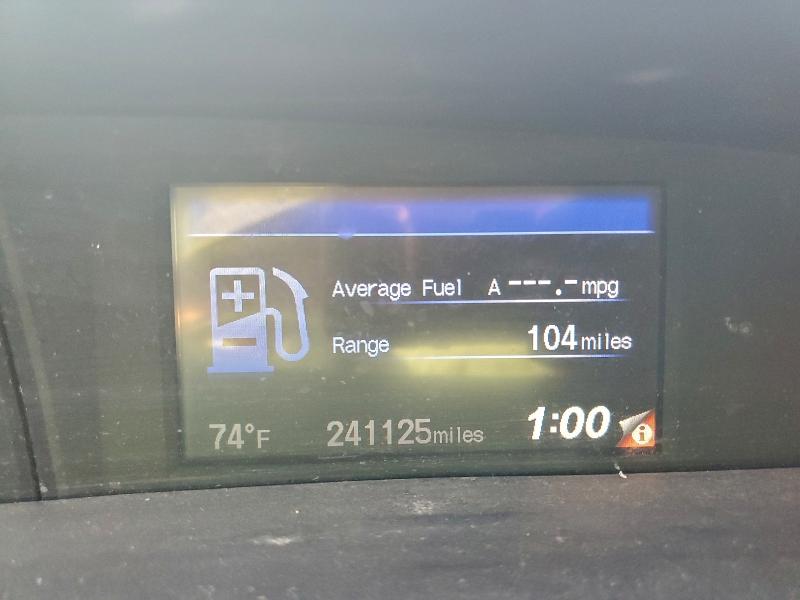 Average Fuel A ---.- mpg
Range 104 miles
74°F 241125 miles 1:00 i